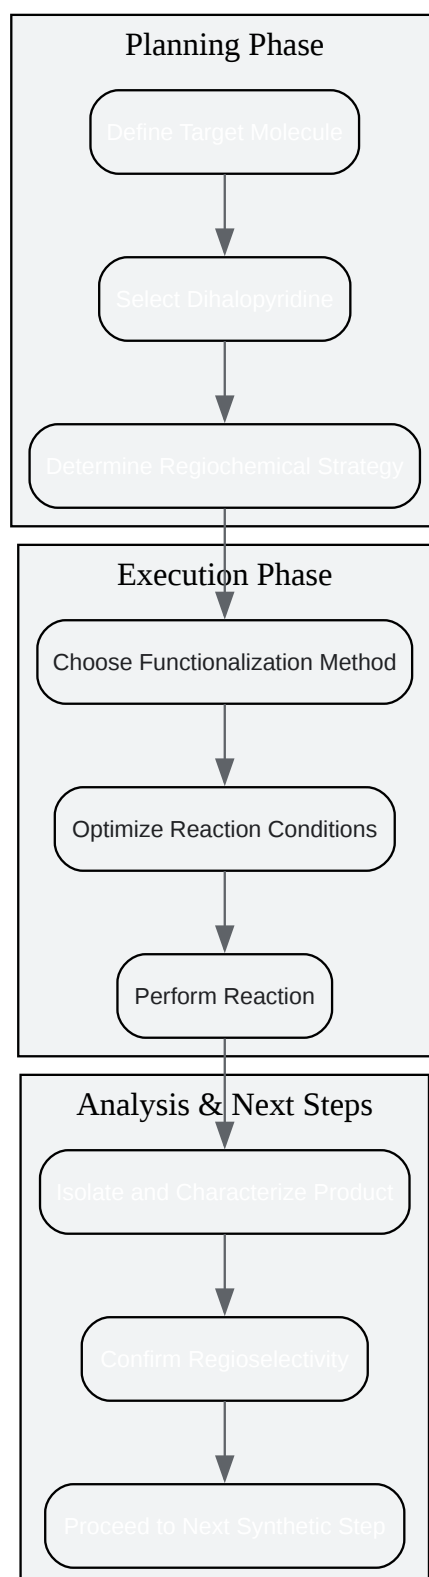 Planning Phase
Define Target Molecule
Select Dihalopyridine
Determine Regiochemical Strategy
Execution Phase
Choose Functionalization Method
Optimize Reaction Conditions
Perform Reaction
Analysis & Next Steps
Isolate and Characterize Product
Confirm Regioselectivity
Proceed to Next Synthetic Step